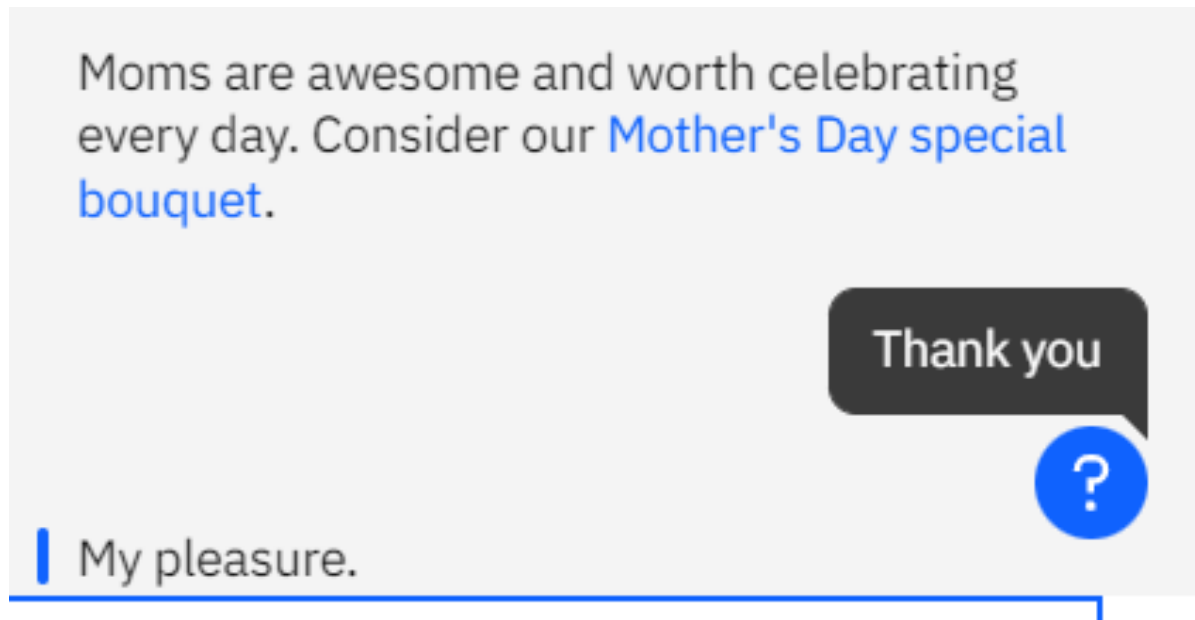 Moms are awesome and worth celebrating
every day. Consider our Mother's Day special
bouquet.
Thank you
?
My pleasure.